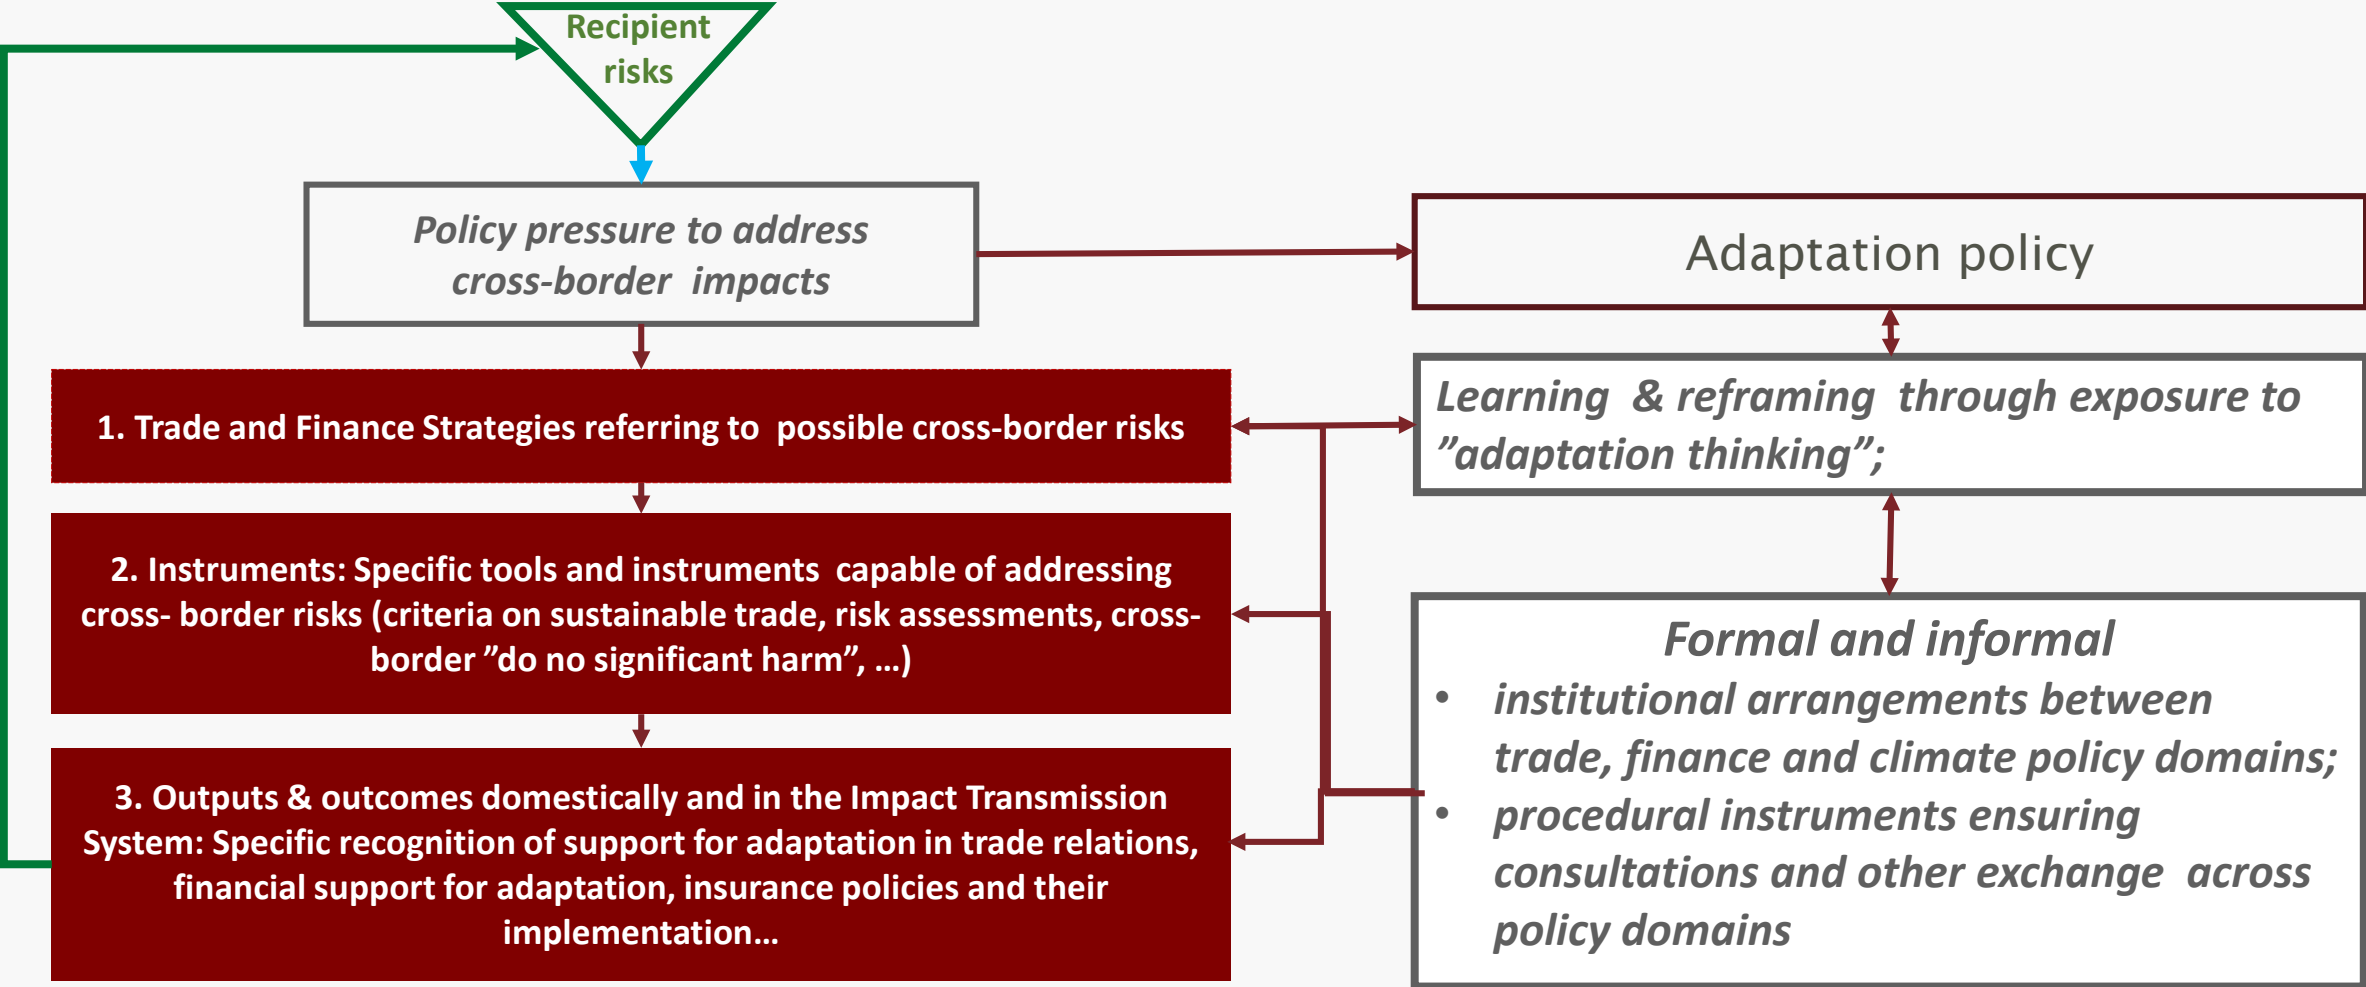 Recipient
risks
Policy pressure to address
cross-border impacts
Adaptation policy
1. Trade and Finance Strategies referring to possible cross-border risks
Learning & reframing through exposure to
”adaptation thinking”;
2. Instruments: Specific tools and instruments capable of addressing
cross- border risks (criteria on sustainable trade, risk assessments, cross-
border ”do no significant harm”, …)
3. Outputs & outcomes domestically and in the Impact Transmission
System: Specific recognition of support for adaptation in trade relations,
financial support for adaptation, insurance policies and their
implementation…
Formal and informal
• institutional arrangements between
trade, finance and climate policy domains;
• procedural instruments ensuring
consultations and other exchange across
policy domains